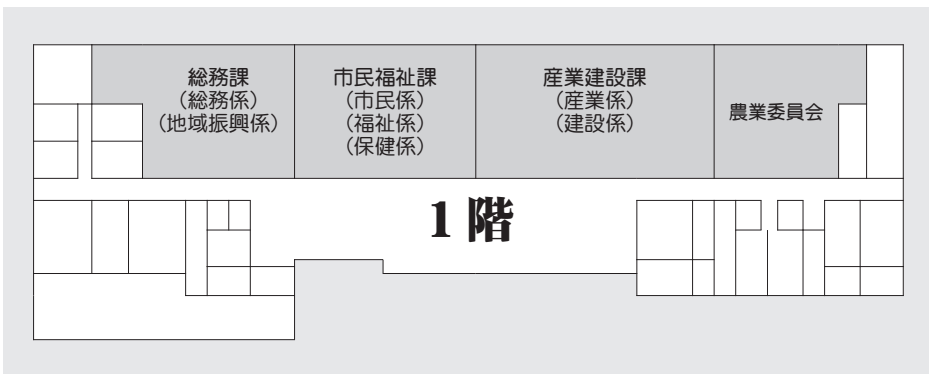 総務課
（総務係）
（地域振興係）
市民福祉課
（市民係）
（福祉係）
（保健係）
産業建設課
（産業係）
（建設係）
農業委員会
1階